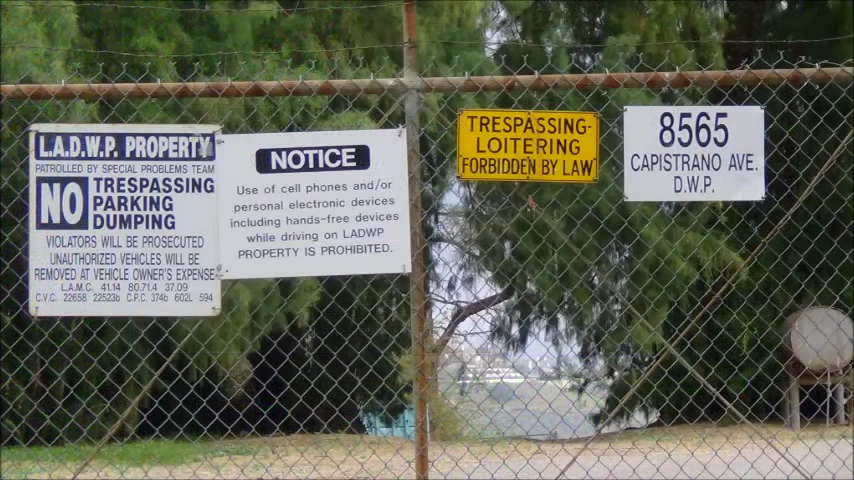 L.A.D.W.P. PROPERTY
PATROLLED BY SPECIAL PROBLEMS TEAM
NO TRESPASSING
PARKING
DUMPING
VIOLATORS WILL BE PROSECUTED
UNAUTHORIZED VEHICLES WILL BE
REMOVED AT VEHICLE OWNER'S EXPENSE
L.A.M.C. 41.14 80.71.4 37.09
C.V.C. 22658 22523b C.P.C. 374b 602L 594
NOTICE
Use of cell phones and/or
personal electronic devices
including hands-free devices
while driving on LADWP
PROPERTY IS PROHIBITED.
TRESPASSING-
LOITERING
FORBIDDEN BY LAW
8565
CAPISTRANO AVE.
D.W.P.